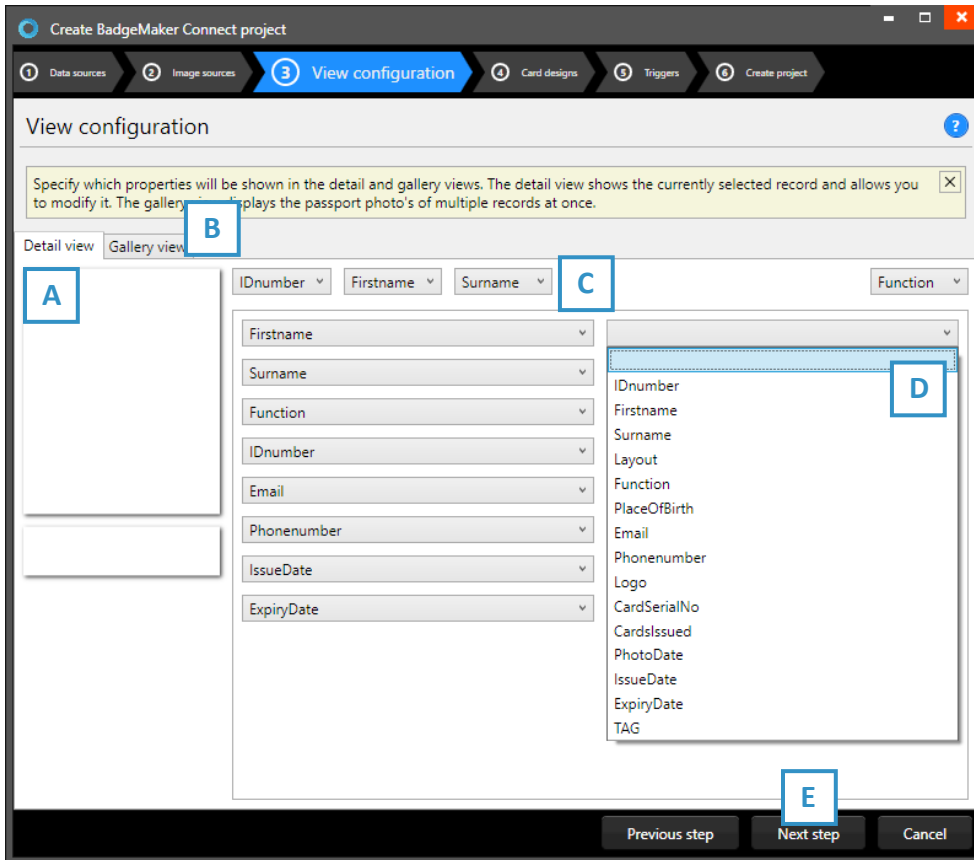 Create BadgeMaker Connect project
1 Data sources 2 Image sources 3 View configuration 4 Card designs 5 Triggers 6 Create project
View configuration ?
Specify which properties will be shown in the detail and gallery views. The detail view shows the currently selected record and allows you
to modify it. The gallery displays the passport photo's of multiple records at once.
B
Detail view Gallery view
A
IDnumber Firstname Surname C Function
Firstname
Surname
Function
IDnumber
Email
Phonenumber
IssueDate
ExpiryDate
D
IDnumber
Firstname
Surname
Layout
Function
PlaceOfBirth
Email
Phonenumber
Logo
CardSerialNo
CardsIssued
PhotoDate
IssueDate
ExpiryDate
TAG
E
Previous step Next step Cancel